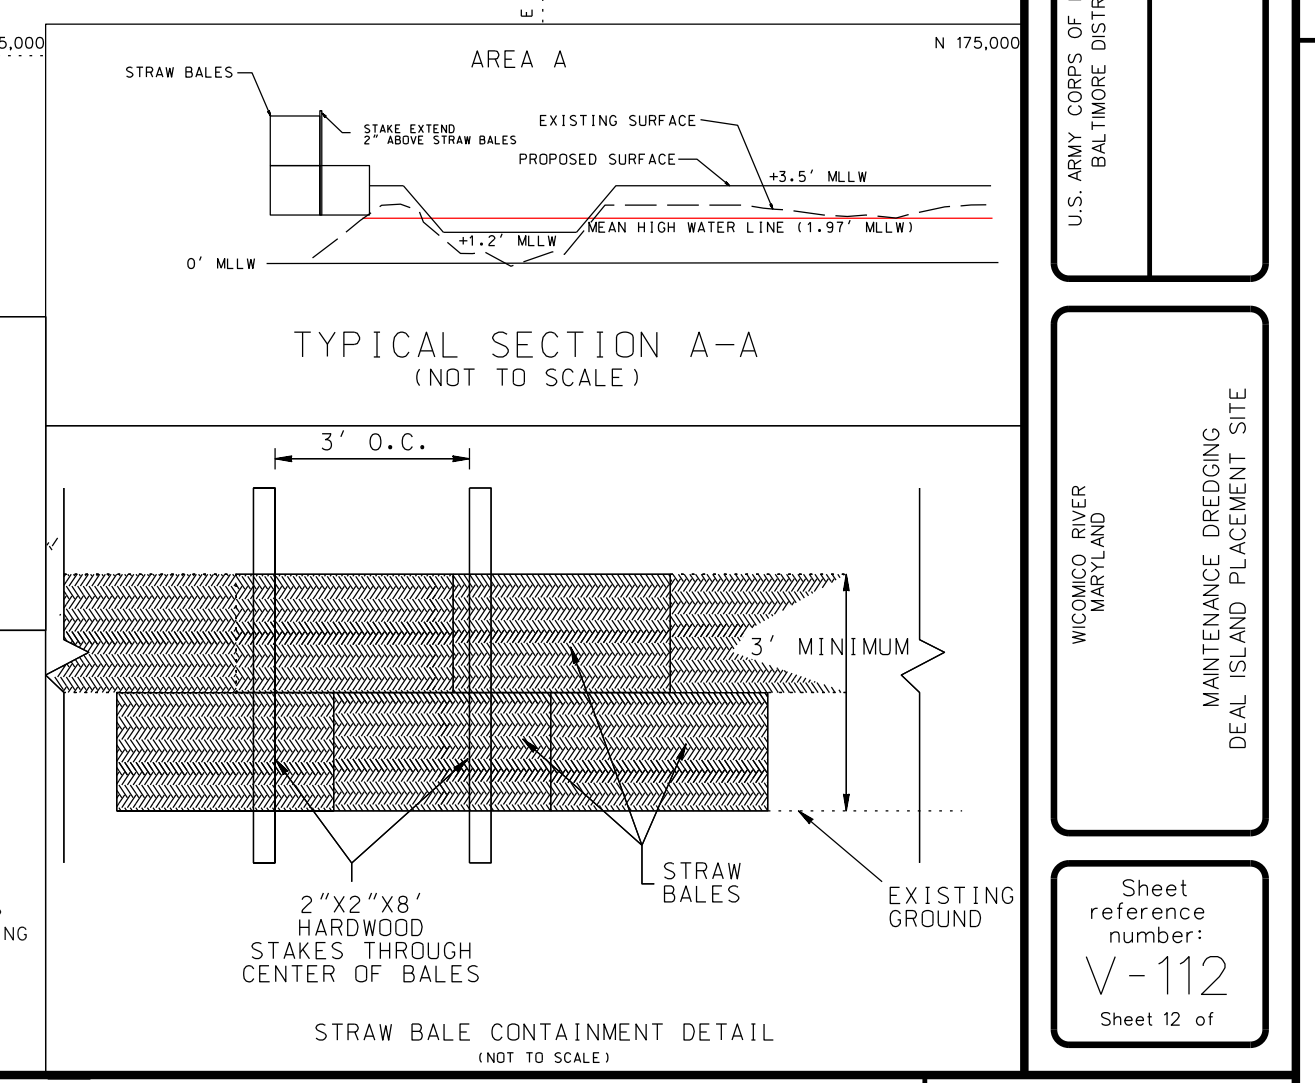 E
5,000
N 175,000
AREA A
STRAW BALES
STAKE EXTEND
2" ABOVE STRAW BALES
EXISTING SURFACE
PROPOSED SURFACE
+3.5' MLLW
MEAN HIGH WATER LINE (1.97' MLLW)
+1.2' MLLW
0' MLLW
TYPICAL SECTION A-A
(NOT TO SCALE)
3' O.C.
3' MINIMUM
STRAW
BALES
EXISTING
GROUND
2"X2"X8'
HARDWOOD
STAKES THROUGH
CENTER OF BALES
NG
STRAW BALE CONTAINMENT DETAIL
(NOT TO SCALE)
U.S. ARMY CORPS OF
BALTIMORE DISTR
WICOMICO RIVER
MARYLAND
MAINTENANCE DREDGING
DEAL ISLAND PLACEMENT SITE
Sheet
reference
number:
V-112
Sheet 12 of